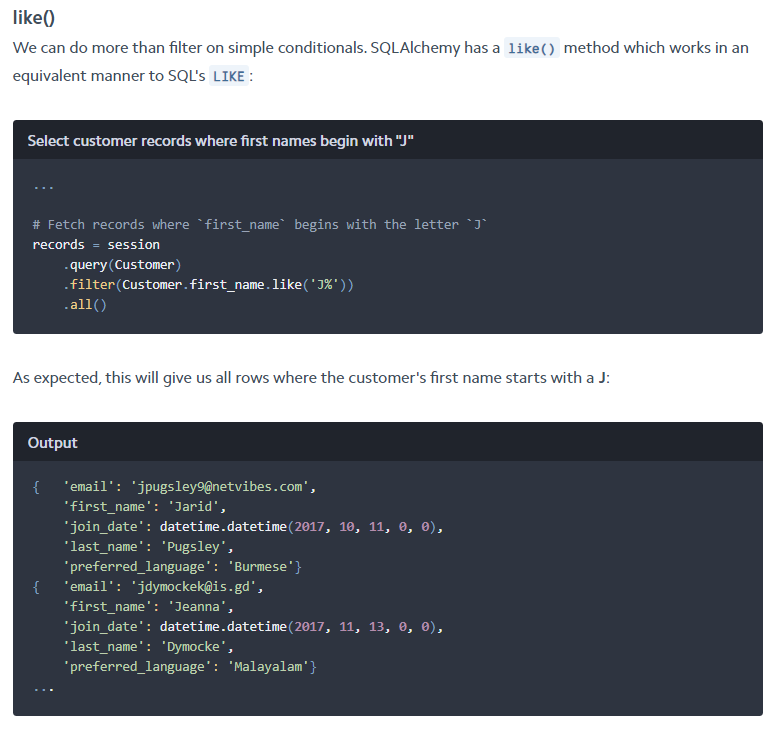 like()
We can do more than filter on simple conditionals. SQLAlchemy has a like() method which works in an
equivalent manner to SQL's LIKE :
Select customer records where first names begin with "J"
...
# Fetch records where `first_name` begins with the letter `J`
records = session
    .query(Customer)
    .filter(Customer.first_name.like('J%'))
    .all()
As expected, this will give us all rows where the customer's first name starts with a J:
Output
{   'email': 'jpugsley9@netvibes.com',
    'first_name': 'Jarid',
    'join_date': datetime.datetime(2017, 10, 11, 0, 0),
    'last_name': 'Pugsley',
    'preferred_language': 'Burmese'}
{   'email': 'jdymockek@is.gd',
    'first_name': 'Jeanna',
    'join_date': datetime.datetime(2017, 11, 13, 0, 0),
    'last_name': 'Dymocke',
    'preferred_language': 'Malayalam'}
...